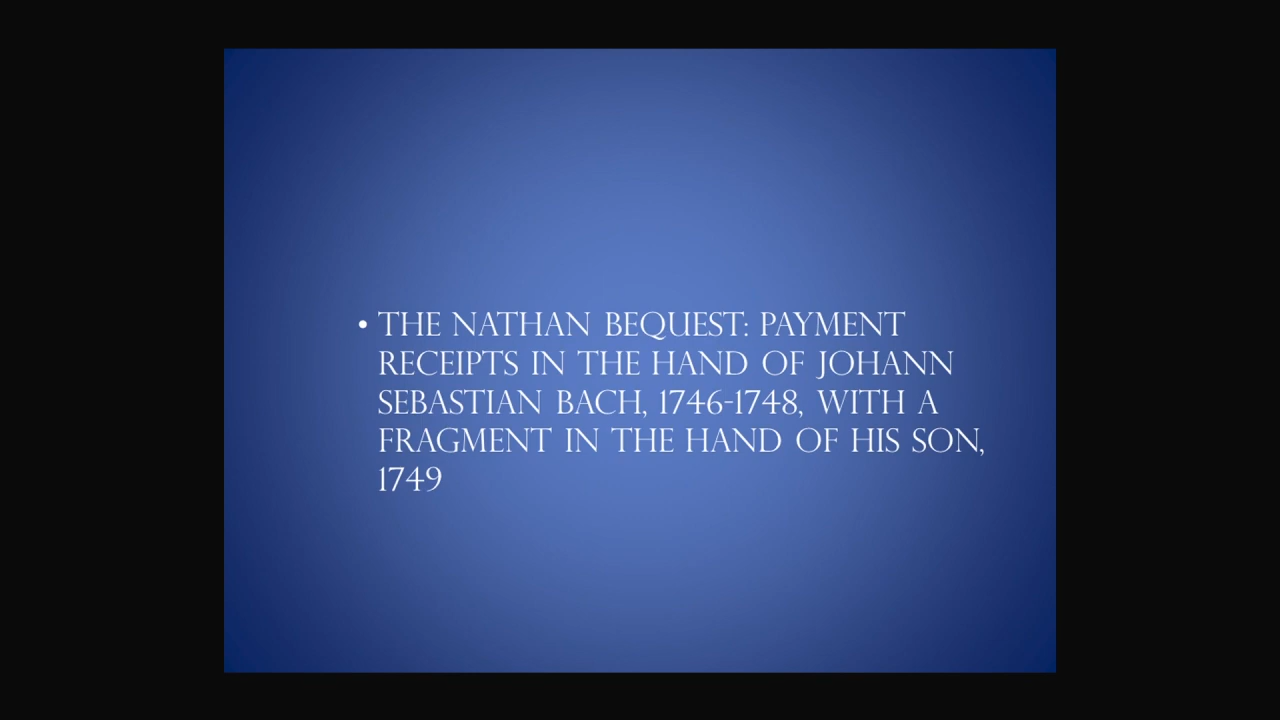 • THE NATHAN BEQUEST: PAYMENT
RECEIPTS IN THE HAND OF JOHANN
SEBASTIAN BACH, 1746-1748, WITH A
FRAGMENT IN THE HAND OF HIS SON,
1749